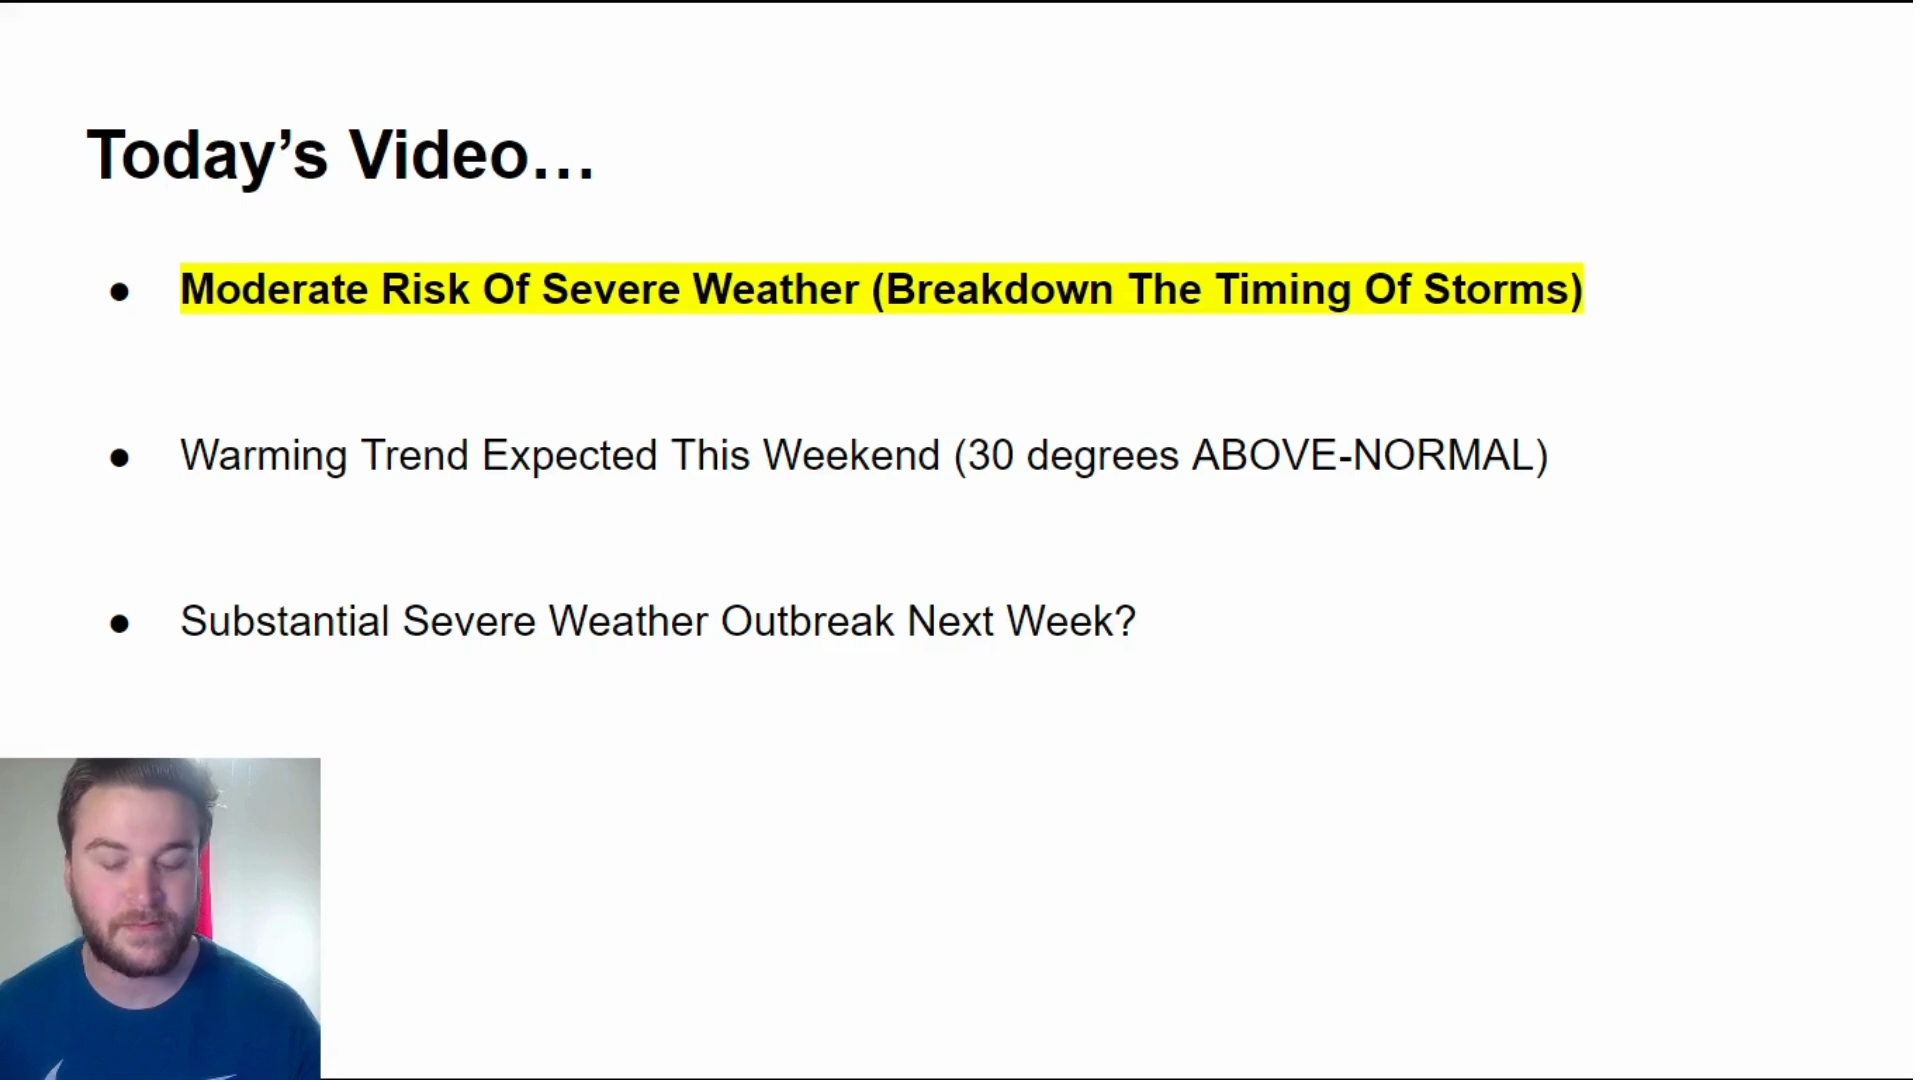 Today’s Video…
● Moderate Risk Of Severe Weather (Breakdown The Timing Of Storms)
● Warming Trend Expected This Weekend (30 degrees ABOVE-NORMAL)
● Substantial Severe Weather Outbreak Next Week?